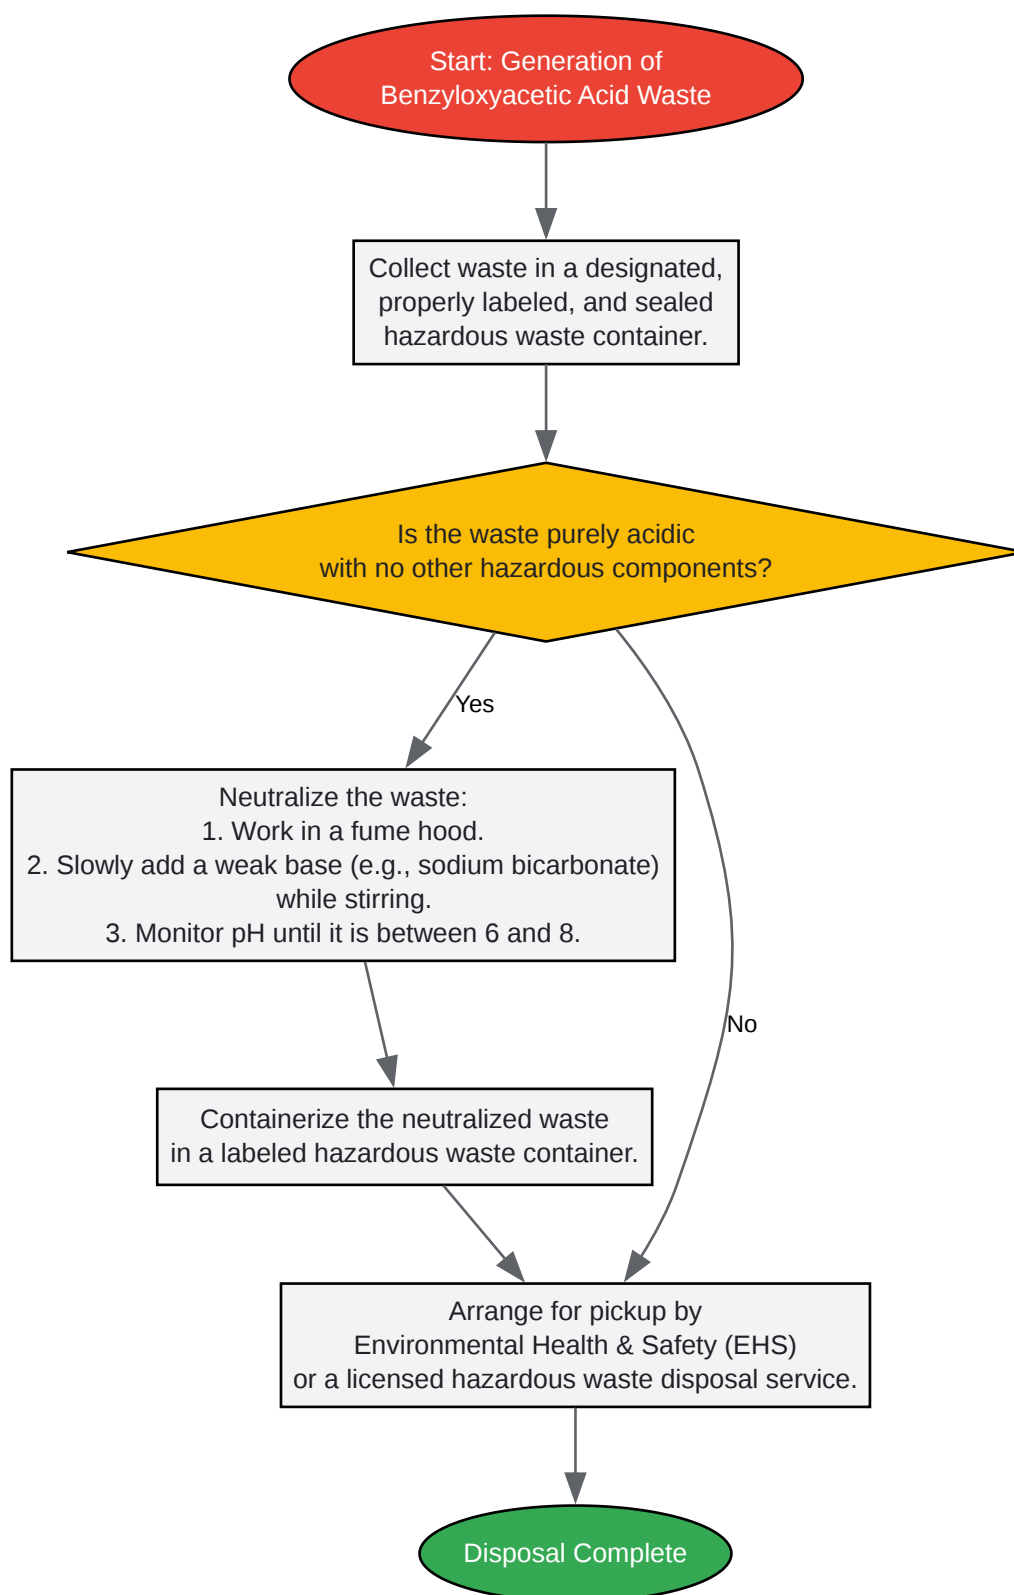 Start: Generation of
Benzyloxyacetic Acid Waste
Collect waste in a designated,
properly labeled, and sealed
hazardous waste container.
Is the waste purely acidic
with no other hazardous components?
Yes
Neutralize the waste:
1. Work in a fume hood.
2. Slowly add a weak base (e.g., sodium bicarbonate)
while stirring.
3. Monitor pH until it is between 6 and 8.
No
Containerize the neutralized waste
in a labeled hazardous waste container.
Arrange for pickup by
Environmental Health & Safety (EHS)
or a licensed hazardous waste disposal service.
Disposal Complete